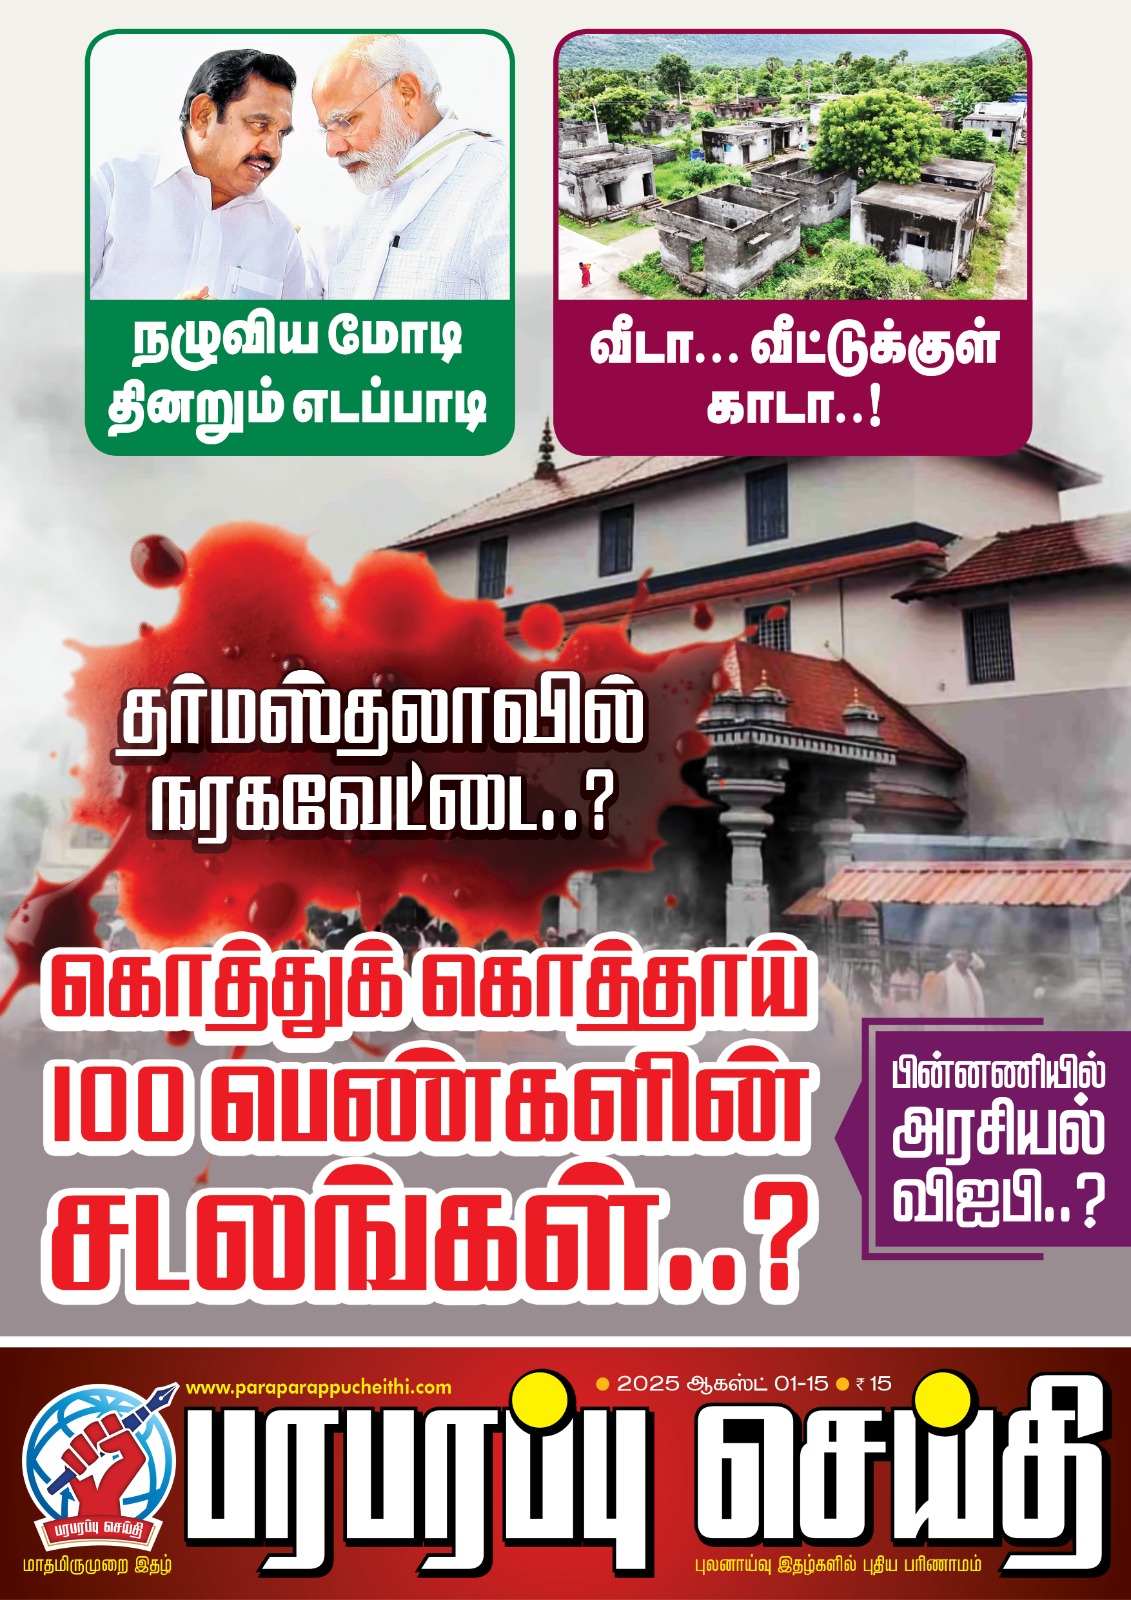 நழுவிய மோடி
தினறும் எடப்பாடி
வீடா... வீட்டுக்குள்
காடா..!
தர்மஸ்தலாவில்
நரகவேட்டை..?
கொத்துக் கொத்தாய்
100 பெண்களின்
சடலங்கள்..?
பின்னணியில்
அரசியல்
விஐபி..?
www.paraparappucheithi.com
2025 ஆகஸ்ட் 01-15 ₹ 15
பரபரப்பு செய்தி
பரபரப்பு செய்தி
மாதமிருமுறை இதழ்
புலனாய்வு இதழ்களில் புதிய பரிணாமம்